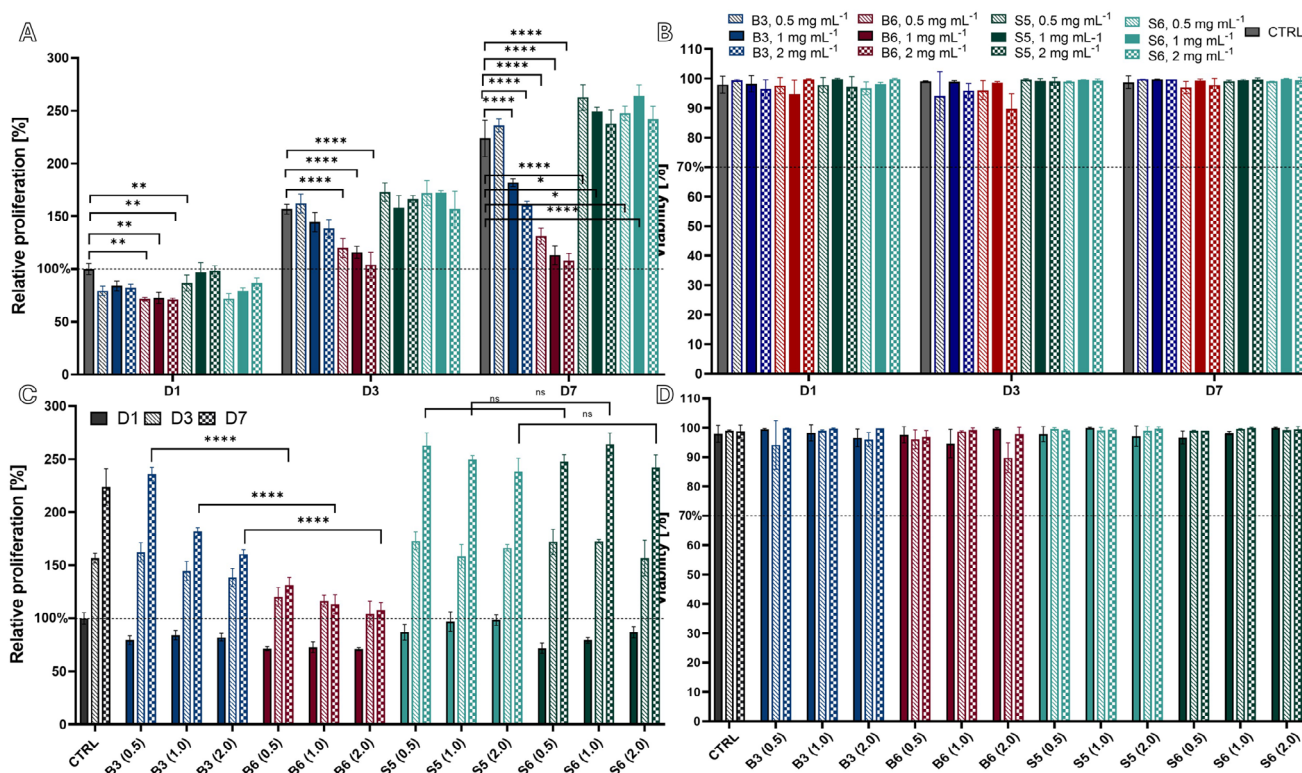 A
Relative proliferation [%]
300
250
200
150
100%
50
0
**
**
**
**
****
****
****
****
****
****
****
****
****
*
*
****
D1
D3
D7
B3, 0.5 mg mL⁻¹
B3, 1 mg mL⁻¹
B3, 2 mg mL⁻¹
B6, 0.5 mg mL⁻¹
B6, 1 mg mL⁻¹
B6, 2 mg mL⁻¹
S5, 0.5 mg mL⁻¹
S5, 1 mg mL⁻¹
S5, 2 mg mL⁻¹
S6, 0.5 mg mL⁻¹
S6, 1 mg mL⁻¹
S6, 2 mg mL⁻¹
CTRL
B
110
100
90
80
70%
60
50
40
30
20
10
0
D1
D3
D7
C
Relative proliferation [%]
300
250
200
150
100%
50
0
D1
D3
D7
****
****
****
ns
ns
CTRL
B3 (0.5)
B3 (1.0)
B3 (2.0)
B6 (0.5)
B6 (1.0)
B6 (2.0)
S5 (0.5)
S5 (1.0)
S5 (2.0)
S6 (0.5)
S6 (1.0)
S6 (2.0)
D
110
100
90
80
70%
60
50
40
30
20
10
0
CTRL
B3 (0.5)
B3 (1.0)
B3 (2.0)
B6 (0.5)
B6 (1.0)
B6 (2.0)
S5 (0.5)
S5 (1.0)
S5 (2.0)
S6 (0.5)
S6 (1.0)
S6 (2.0)